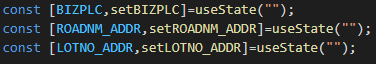 const [BIZPLC,setBIZPLC]=useState("");
const [ROADNM_ADDR,setROADNM_ADDR]=useState("");
const [LOTNO_ADDR,setLOTNO_ADDR]=useState("");